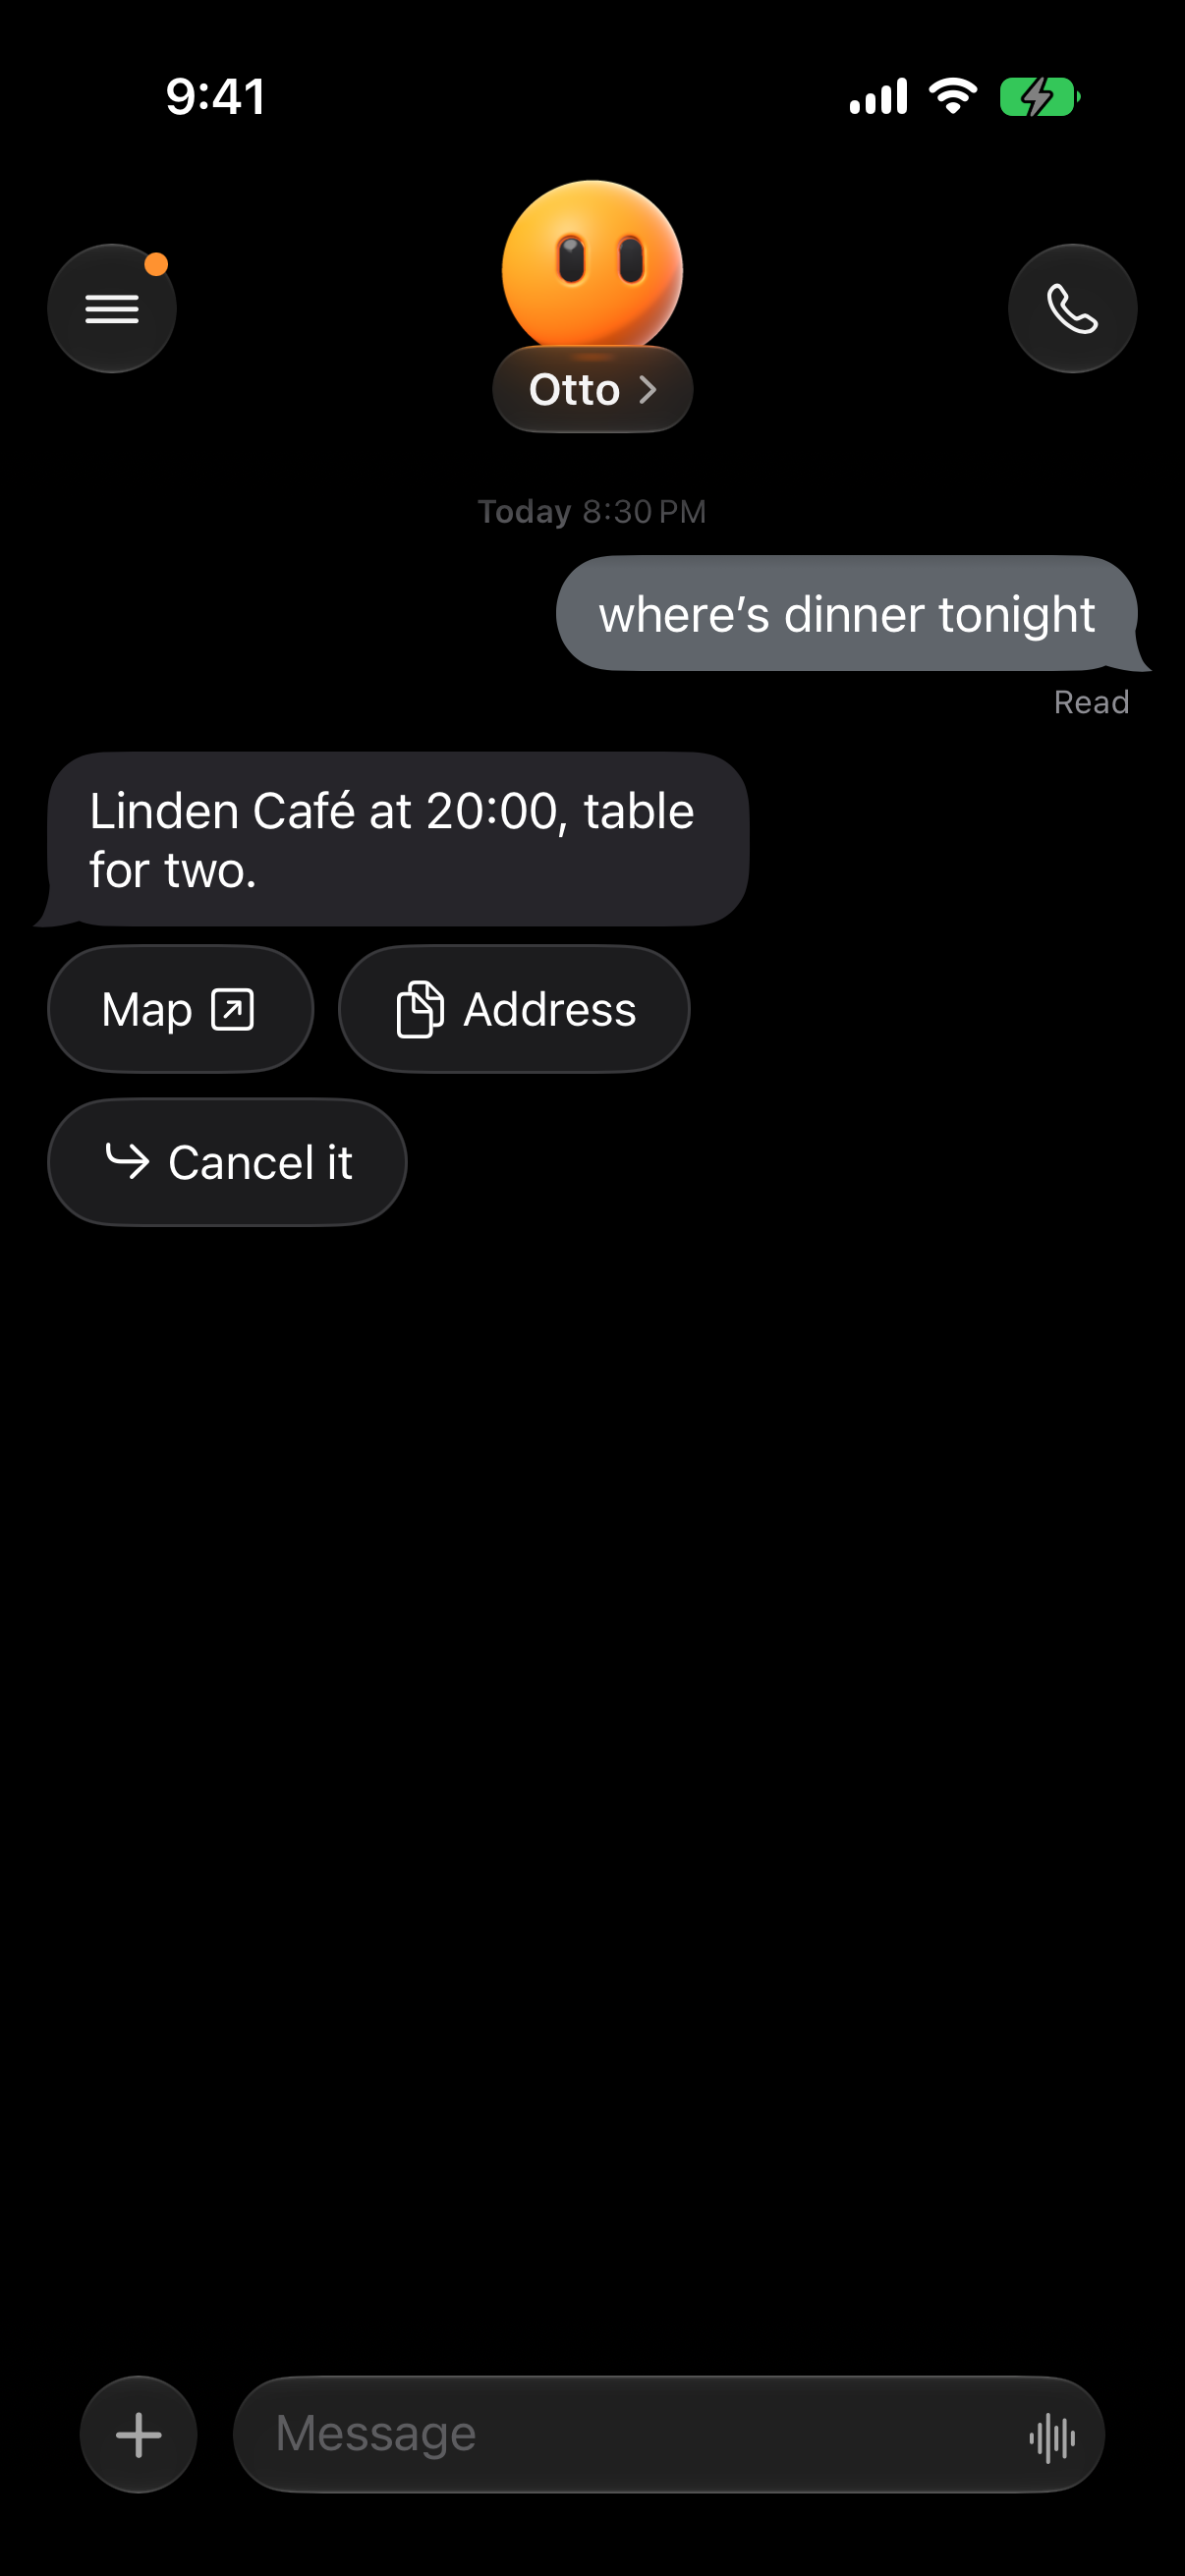 9:41
Otto
Today 8:30 PM
where’s dinner tonight
Read
Linden Café at 20:00, table
for two.
Map
Address
Cancel it
Message